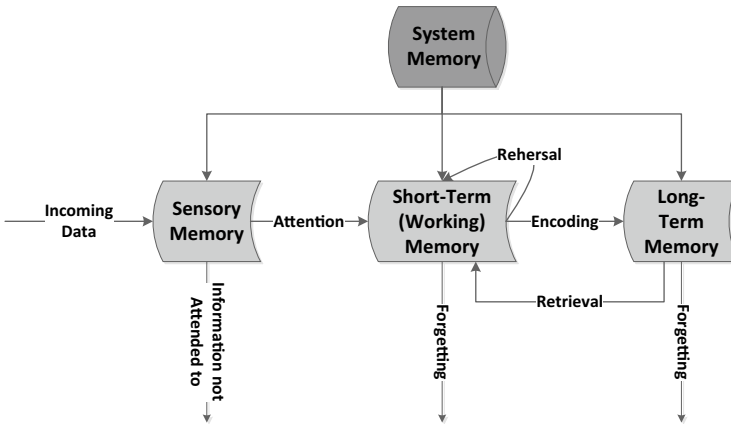 System
Memory
Rehersal
Incoming
Data
Sensory
Memory
Attention
Short-Term
(Working)
Memory
Encoding
Long-
Term
Memory
Retrieval
Information not
Attended to
Forgetting
Forgetting